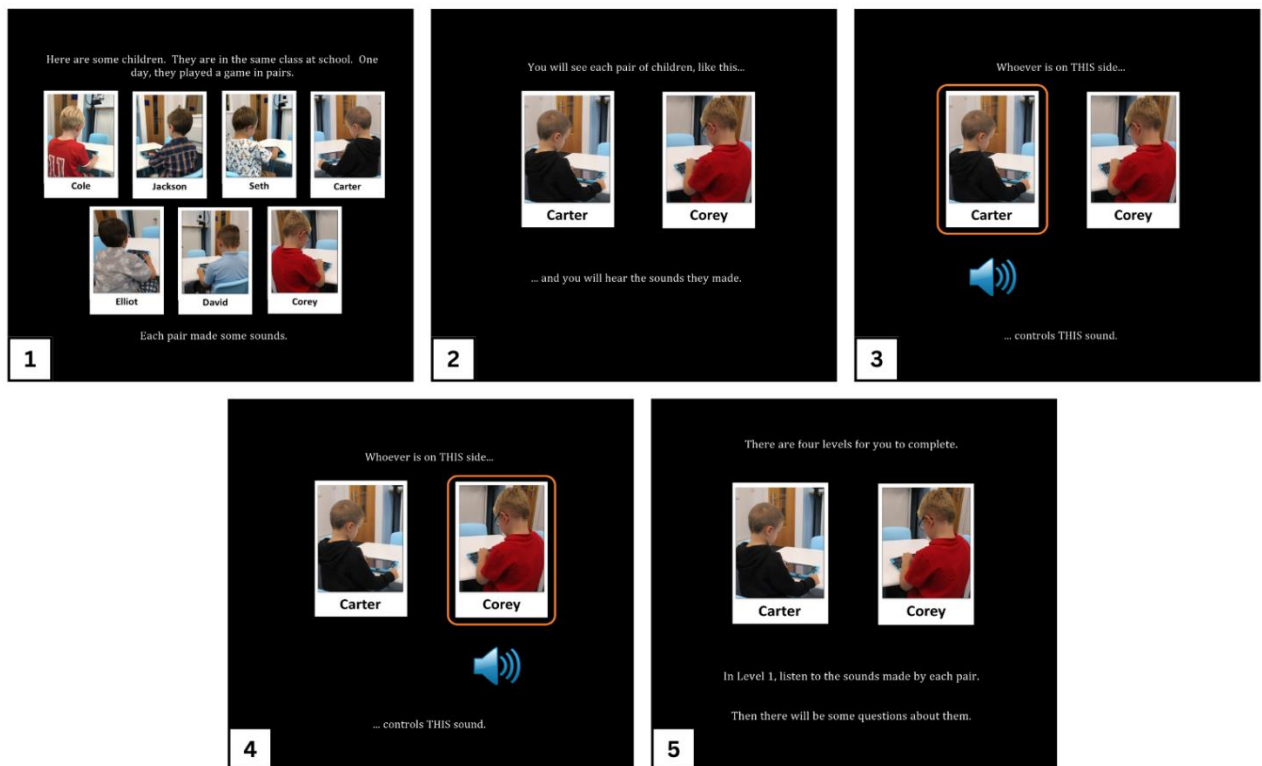 Here are some children.  They are in the same class at school.  One
day, they played a game in pairs.
Cole
Jackson
Seth
Carter
Elliot
David
Corey
Each pair made some sounds.
1
You will see each pair of children, like this...
Carter
Corey
... and you will hear the sounds they made.
2
Whoever is on THIS side...
Carter
Corey
... controls THIS sound.
3
Whoever is on THIS side...
Carter
Corey
... controls THIS sound.
4
There are four levels for you to complete.
Carter
Corey
In Level 1, listen to the sounds made by each pair.
Then there will be some questions about them.
5